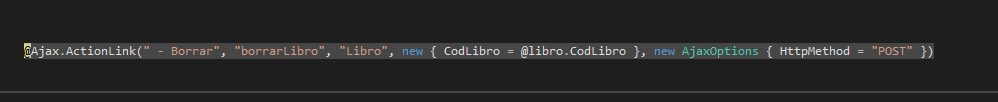 @Ajax.ActionLink(" - Borrar", "borrarLibro", "Libro", new { CodLibro = @libro.CodLibro }, new AjaxOptions { HttpMethod = "POST" })